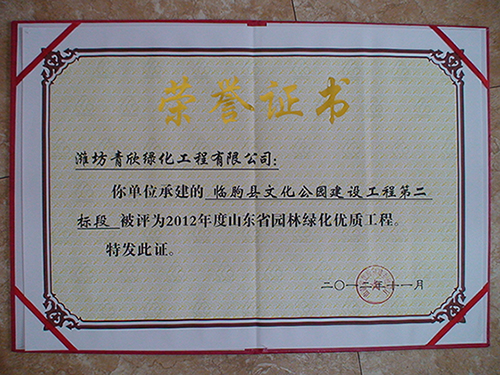 荣誉证书
潍坊青欣绿化工程有限公司：
你单位承建的 临朐县文化公园建设工程第二
标段 被评为2012年度山东省园林绿化优质工程。
特发此证。
二〇一二年十一月